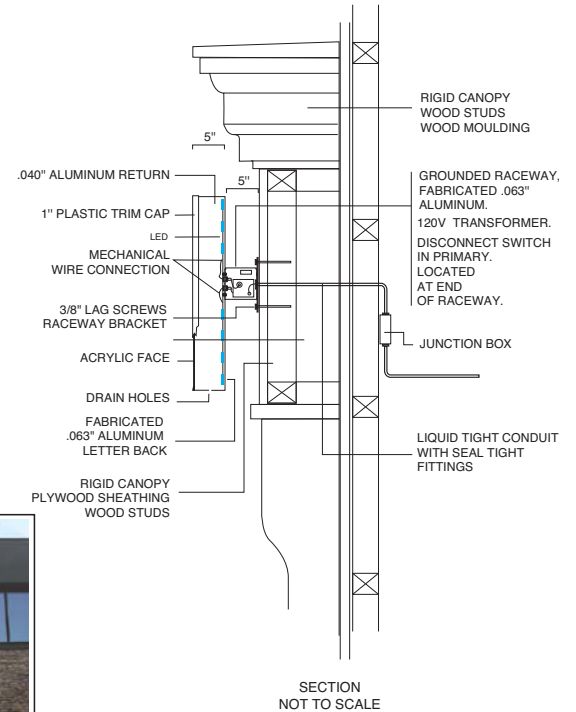 RIGID CANOPY
WOOD STUDS
WOOD MOULDING
5"
5"
.040" ALUMINUM RETURN
1" PLASTIC TRIM CAP
LED
MECHANICAL
WIRE CONNECTION
3/8" LAG SCREWS
RACEWAY BRACKET
ACRYLIC FACE
DRAIN HOLES
FABRICATED
.063" ALUMINUM
LETTER BACK
RIGID CANOPY
PLYWOOD SHEATHING
WOOD STUDS
GROUNDED RACEWAY,
FABRICATED .063"
ALUMINUM.
120V TRANSFORMER.
DISCONNECT SWITCH
IN PRIMARY.
LOCATED
AT END
OF RACEWAY.
JUNCTION BOX
LIQUID TIGHT CONDUIT
WITH SEAL TIGHT
FITTINGS
SECTION
NOT TO SCALE